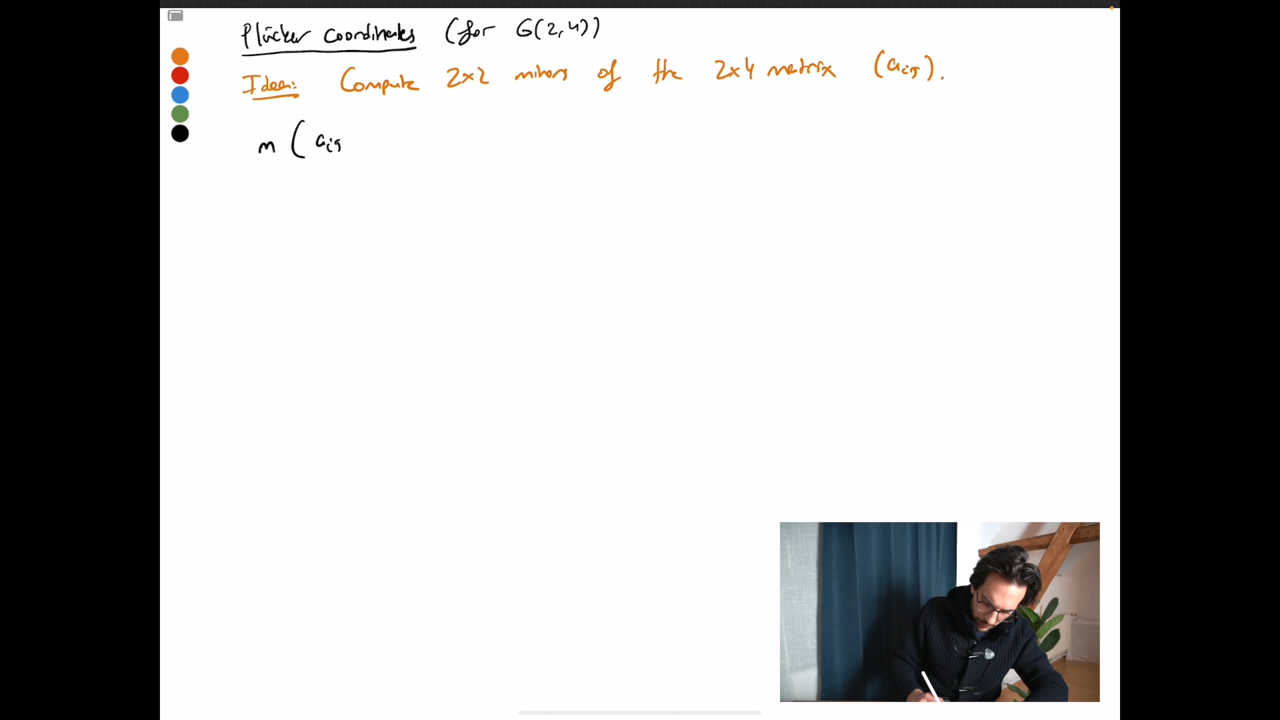 Plücker coordinates (for G(2,4))
Idea: Compute 2x2 minors of the 2x4 matrix (aij).
m ( aij